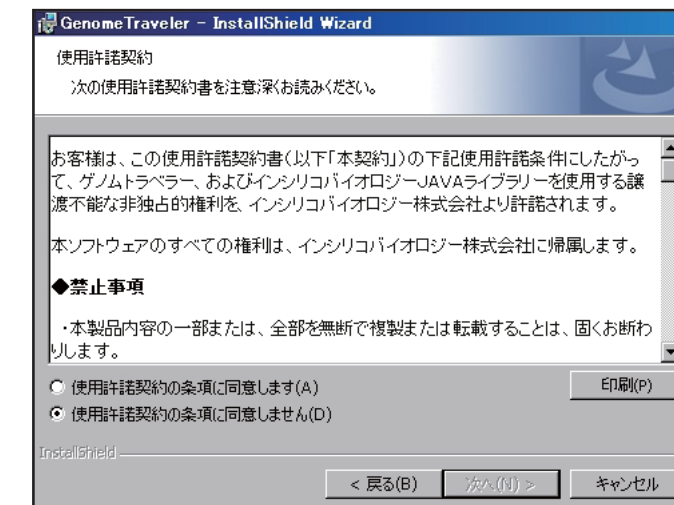 GenomeTraveler - InstallShield Wizard
使用許諾契約
次の使用許諾契約書を注意深くお読みください。
お客様は、この使用許諾契約書(以下「本契約」)の下記使用許諾条件にしたがっ
て、ゲノムトラベラー、およびインシリコバイオロジーJAVAライブラリーを使用する譲
渡不能な非独占的権利を、インシリコバイオロジー株式会社より許諾されます。
本ソフトウェアのすべての権利は、インシリコバイオロジー株式会社に帰属します。
◆禁止事項
・本製品内容の一部または、全部を無断で複製または転載することは、固くお断わ
りします。
使用許諾契約の条項に同意します(A)
印刷(P)
使用許諾契約の条項に同意しません(D)
InstallShield
< 戻る(B)
次へ(N) >
キャンセル